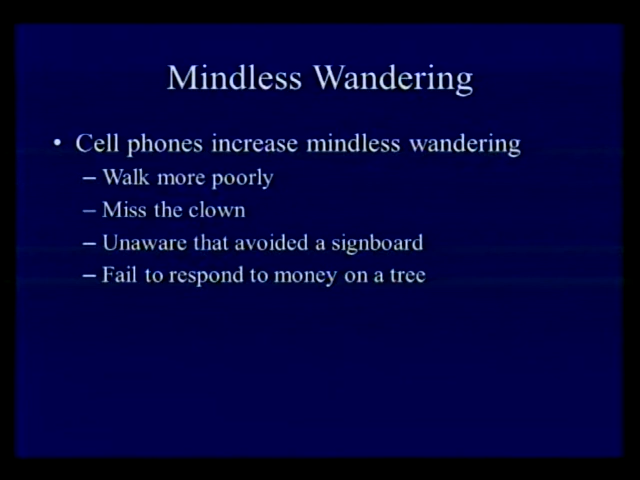 Mindless Wandering
• Cell phones increase mindless wandering
– Walk more poorly
– Miss the clown
– Unaware that avoided a signboard
– Fail to respond to money on a tree